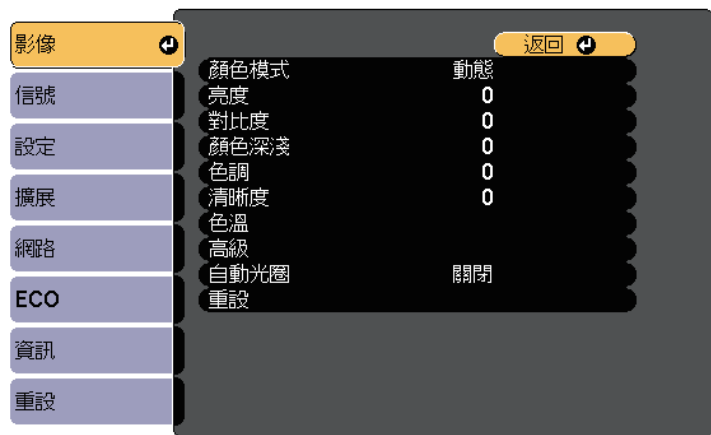 影像
信號
設定
擴展
網路
ECO
資訊
重設
返回
顏色模式 動態
亮度 0
對比度 0
顏色深淺 0
色調 0
清晰度 0
色溫
高級
自動光圈 關閉
重設